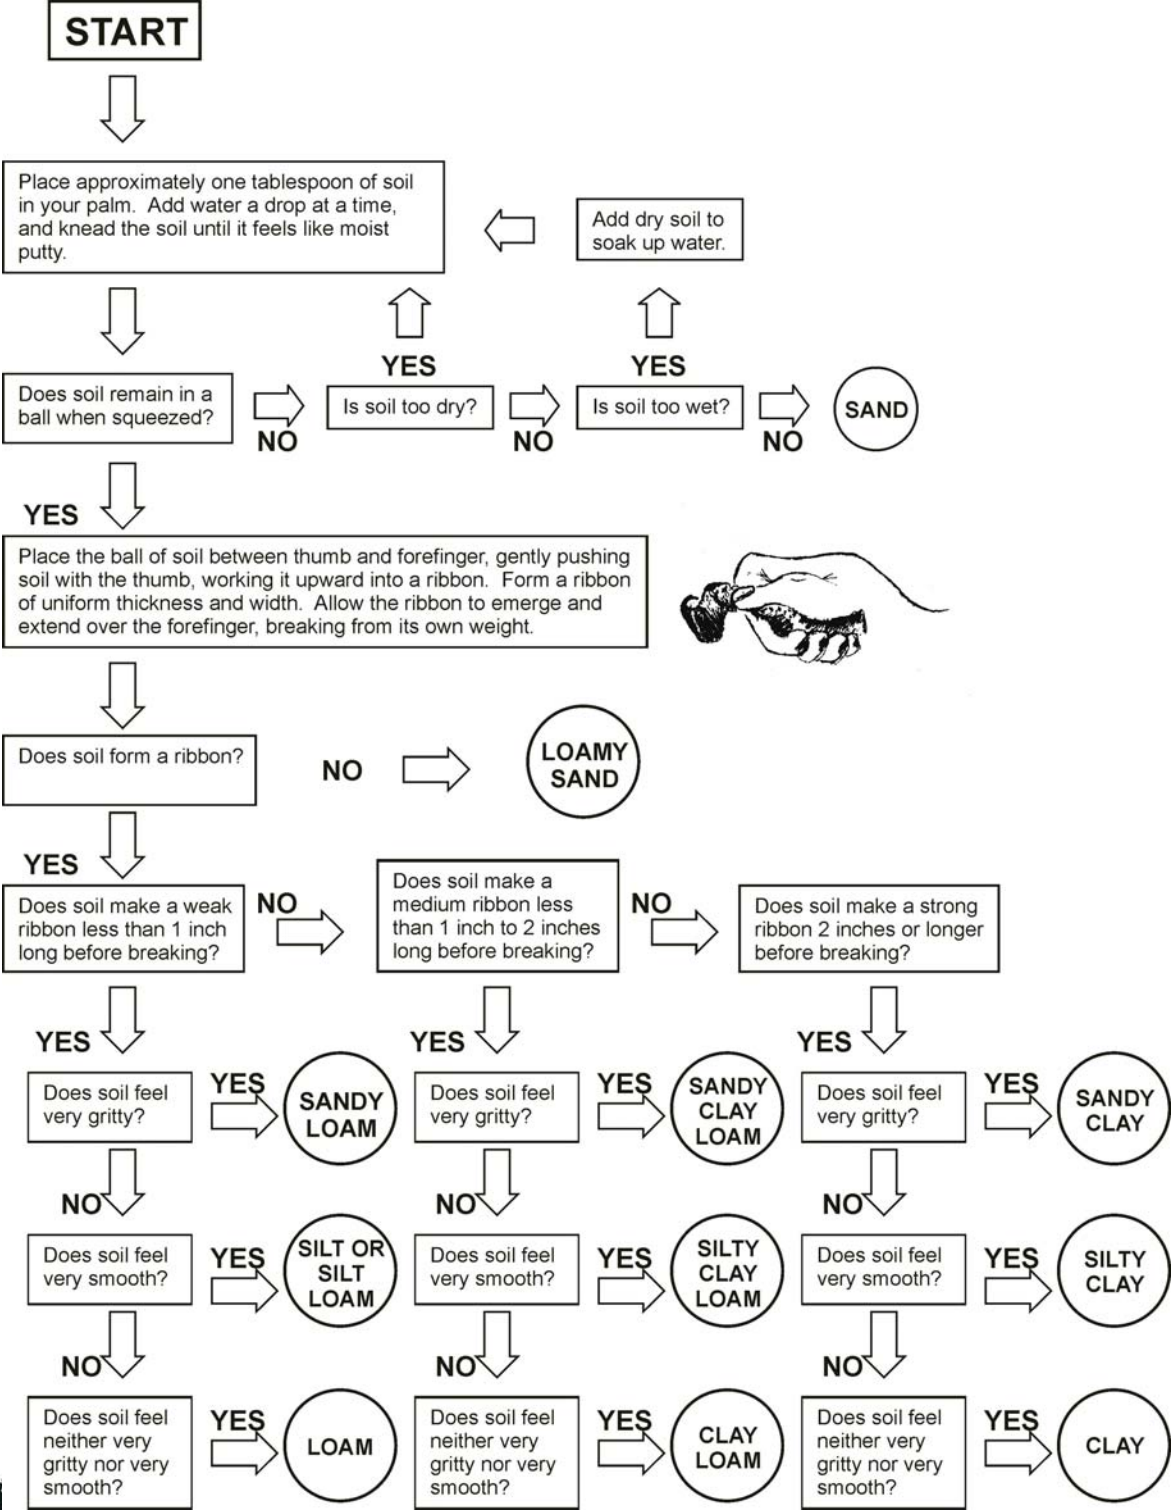 START
Place approximately one tablespoon of soil
in your palm.  Add water a drop at a time,
and knead the soil until it feels like moist
putty.
Add dry soil to
soak up water.
YES
YES
Does soil remain in a
ball when squeezed?
NO
Is soil too dry?
NO
Is soil too wet?
NO
SAND
YES
Place the ball of soil between thumb and forefinger, gently pushing
soil with the thumb, working it upward into a ribbon.  Form a ribbon
of uniform thickness and width.  Allow the ribbon to emerge and
extend over the forefinger, breaking from its own weight.
Does soil form a ribbon?
NO
LOAMY
SAND
YES
Does soil make a weak
ribbon less than 1 inch
long before breaking?
NO
Does soil make a
medium ribbon less
than 1 inch to 2 inches
long before breaking?
NO
Does soil make a strong
ribbon 2 inches or longer
before breaking?
YES
YES
YES
Does soil feel
very gritty?
YES
SANDY
LOAM
Does soil feel
very gritty?
YES
SANDY
CLAY
LOAM
Does soil feel
very gritty?
YES
SANDY
CLAY
NO
NO
NO
Does soil feel
very smooth?
YES
SILT OR
SILT
LOAM
Does soil feel
very smooth?
YES
SILTY
CLAY
LOAM
Does soil feel
very smooth?
YES
SILTY
CLAY
NO
NO
NO
Does soil feel
neither very
gritty nor very
smooth?
YES
LOAM
Does soil feel
neither very
gritty nor very
smooth?
YES
CLAY
LOAM
Does soil feel
neither very
gritty nor very
smooth?
YES
CLAY